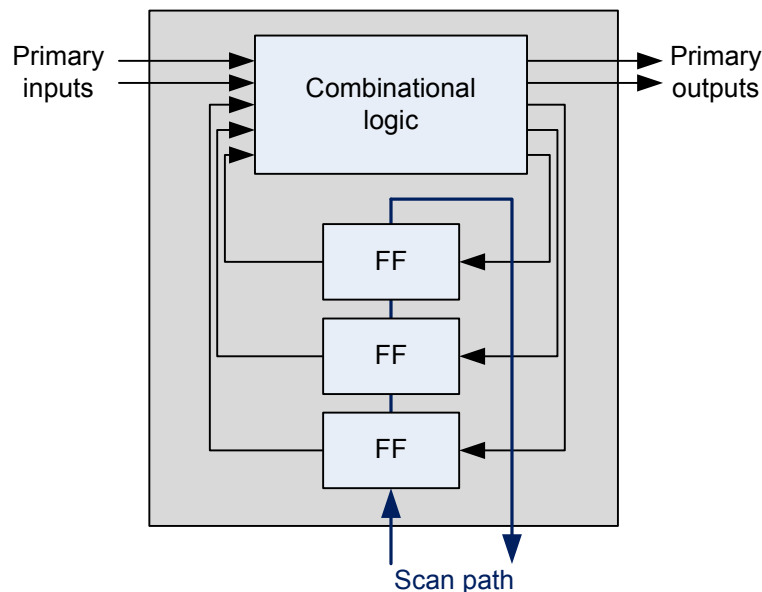 Primary
inputs
Combinational
logic
Primary
outputs
FF
FF
FF
Scan path